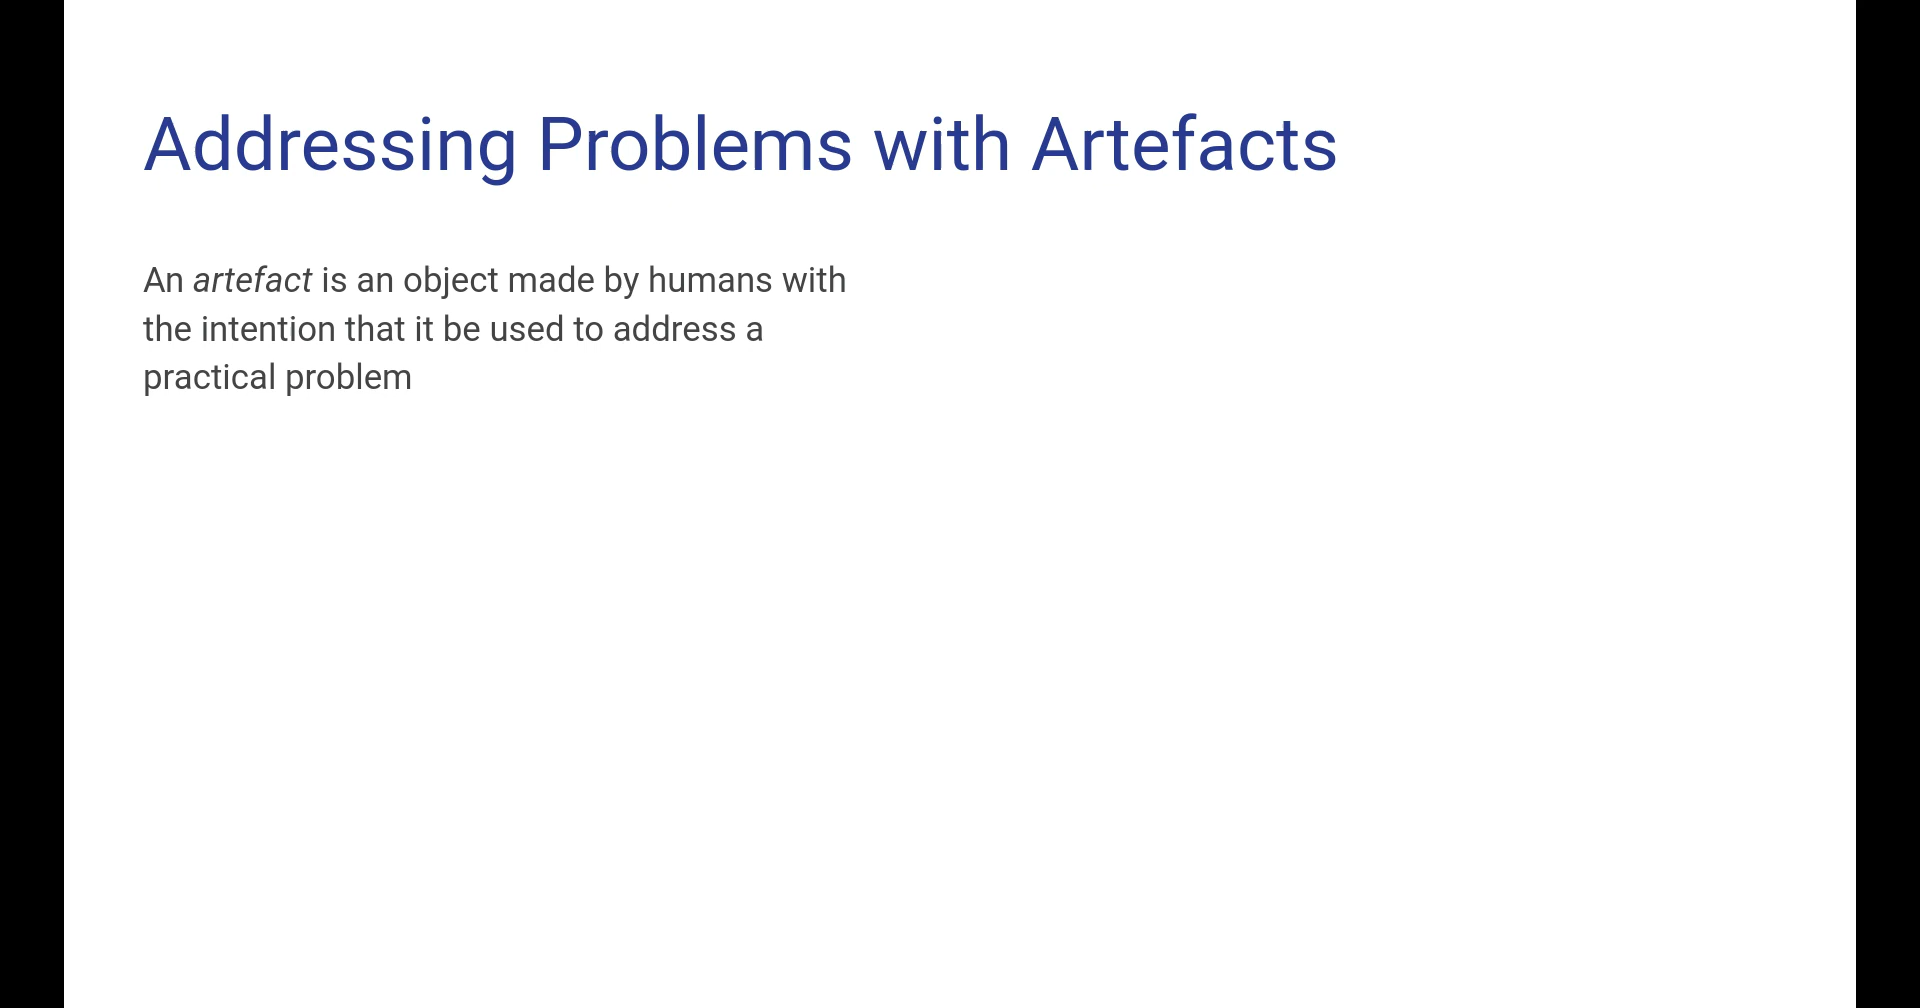 Addressing Problems with Artefacts
An artefact is an object made by humans with
the intention that it be used to address a
practical problem